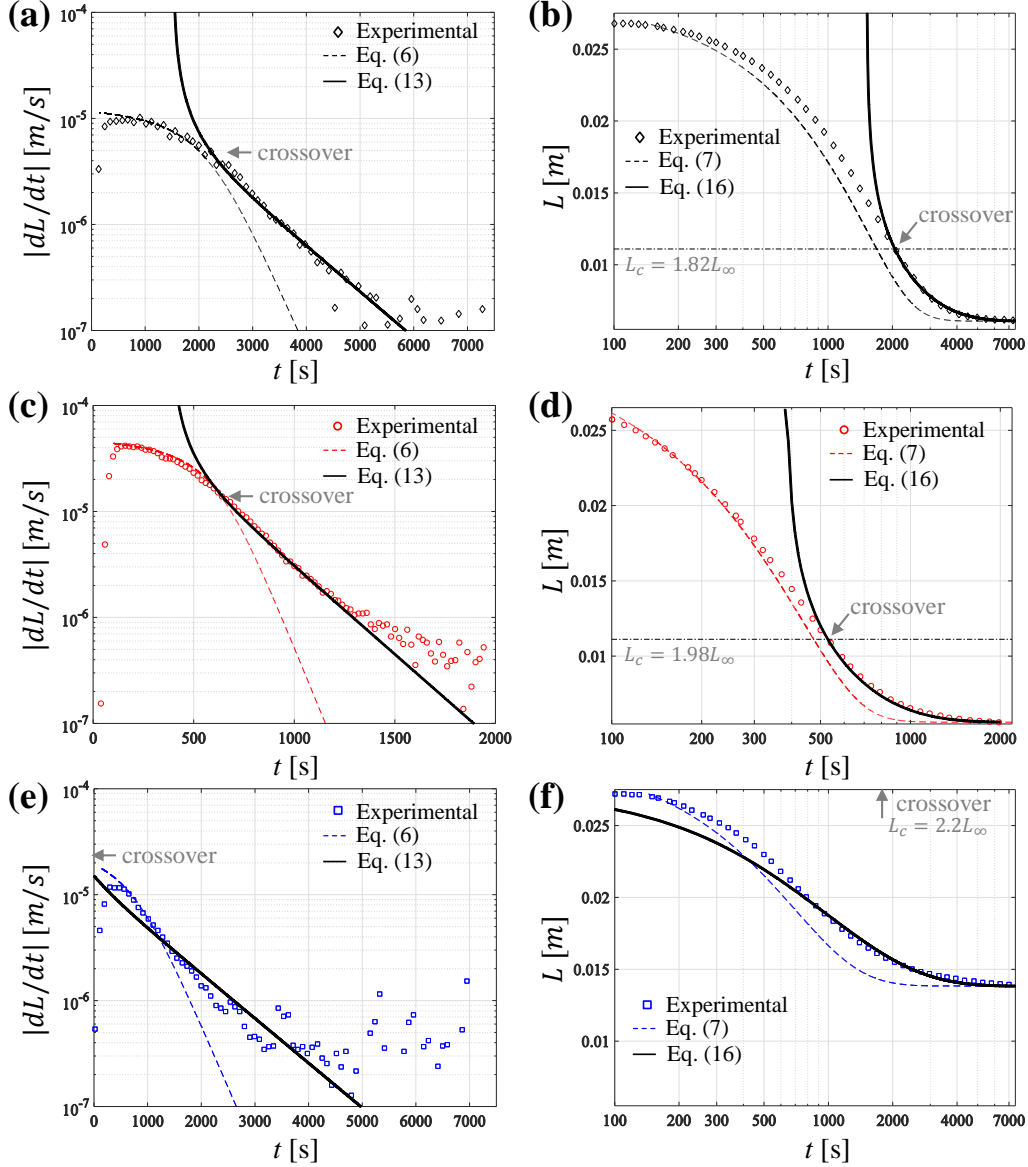 (a)
|dL/dt| [m/s]
10^-4
10^-5
10^-6
10^-7
Experimental
Eq. (6)
Eq. (13)
crossover
0 1000 2000 3000 4000 5000 6000 7000
t [s]
(b)
L [m]
0.025
0.02
0.015
0.01
Experimental
Eq. (7)
Eq. (16)
crossover
L_c = 1.82L_∞
100 200 300 500 1000 2000 4000 7000
t [s]
(c)
|dL/dt| [m/s]
10^-4
10^-5
10^-6
10^-7
Experimental
Eq. (6)
Eq. (13)
crossover
0 500 1000 1500 2000
t [s]
(d)
L [m]
0.025
0.02
0.015
0.01
Experimental
Eq. (7)
Eq. (16)
crossover
L_c = 1.98L_∞
100 200 300 500 1000 2000
t [s]
(e)
|dL/dt| [m/s]
10^-4
10^-5
10^-6
10^-7
Experimental
Eq. (6)
Eq. (13)
crossover
0 1000 2000 3000 4000 5000 6000 7000
t [s]
(f)
L [m]
0.025
0.02
0.015
0.01
crossover
L_c = 2.2L_∞
Experimental
Eq. (7)
Eq. (16)
100 200 300 500 1000 2000 4000 7000
t [s]